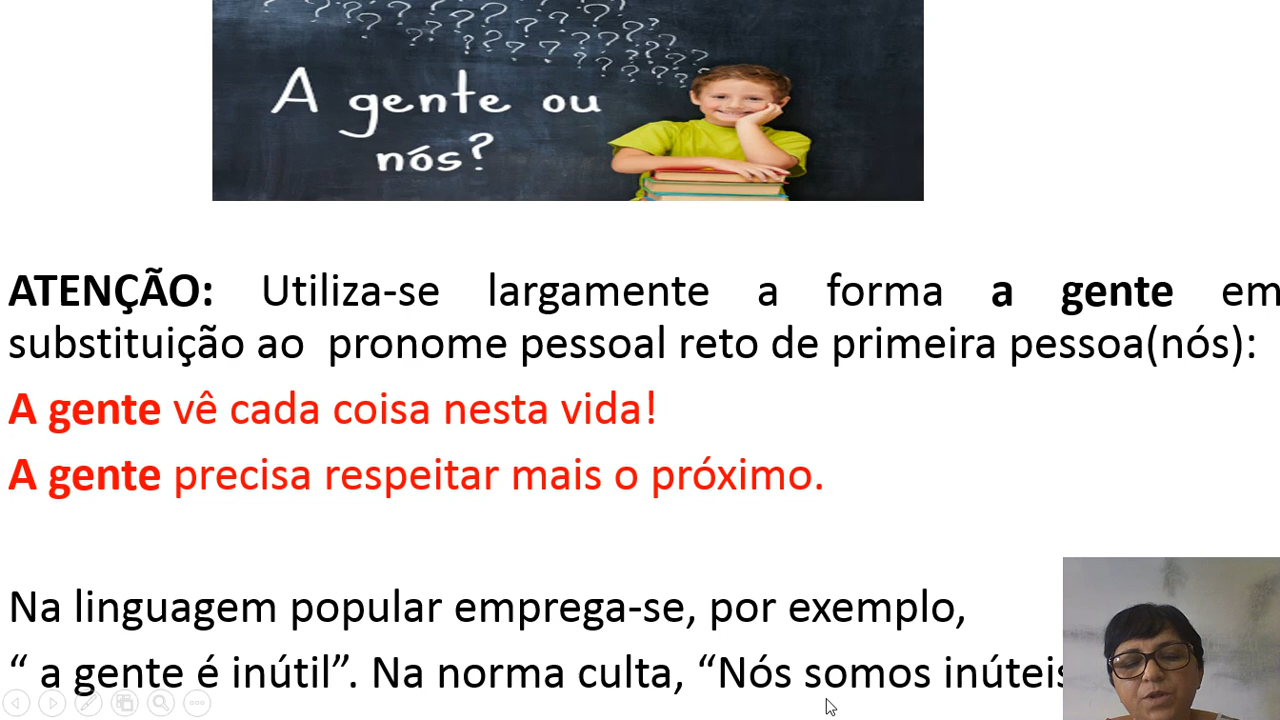 A gente ou
nós?
ATENÇÃO: Utiliza-se largamente a forma a gente em
substituição ao pronome pessoal reto de primeira pessoa(nós):
A gente vê cada coisa nesta vida!
A gente precisa respeitar mais o próximo.
Na linguagem popular emprega-se, por exemplo,
“ a gente é inútil”. Na norma culta, “Nós somos inúteis